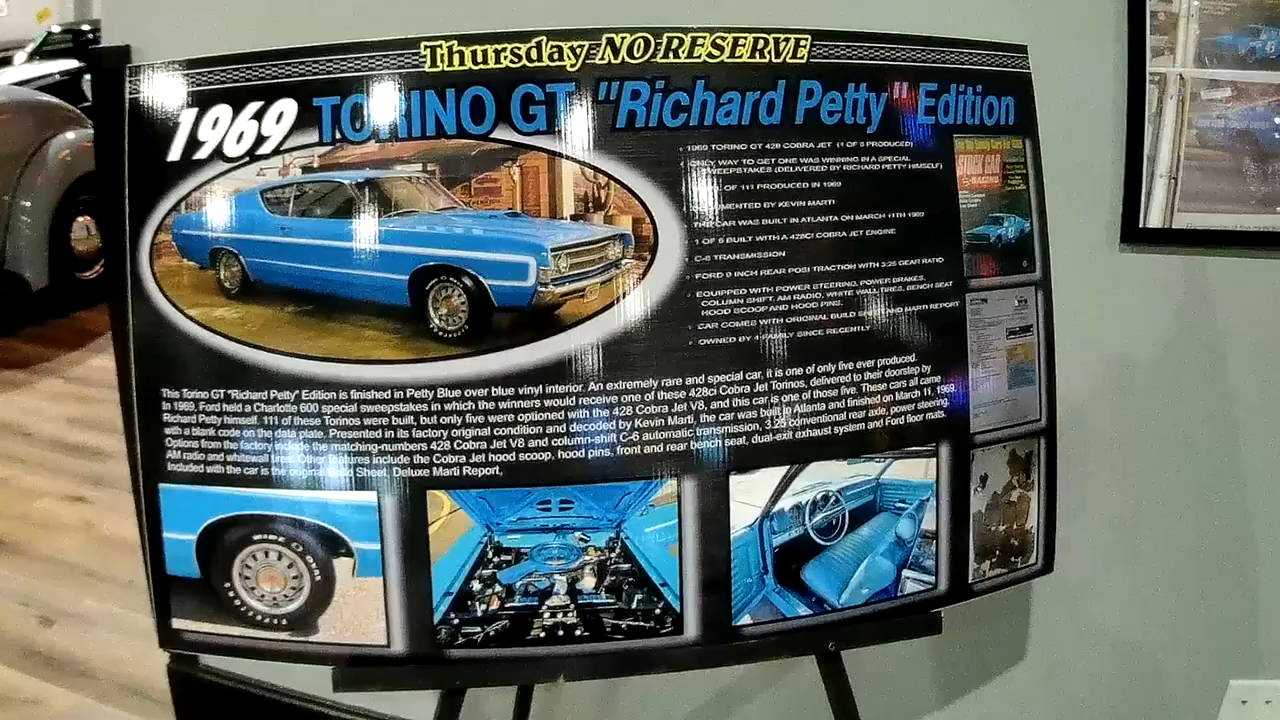 Thursday NO RESERVE
1969 TORINO GT "Richard Petty" Edition
1969 TORINO GT 428 COBRA JET (1 OF 5 PRODUCED)
ONLY WAY TO GET ONE WAS WINNING IN A SPECIAL
SWEEPSTAKES (DELIVERED BY RICHARD PETTY HIMSELF)
OF 111 PRODUCED IN 1969
BY KEVIN MARTI
CAR WAS BUILT IN ATLANTA ON MARCH 11TH 1969
1 OF 5 BUILT WITH A 428CI COBRA JET ENGINE
C-6 TRANSMISSION
FORD 9 INCH REAR POSI TRACTION WITH 3:25 GEAR RATIO
EQUIPPED WITH POWER STEERING, POWER BRAKES,
COLUMN SHIFT, AM RADIO, WHITE WALL TIRES, BENCH SEAT
HOOD SCOOP AND HOOD PINS.
CAR COMES WITH ORIGINAL BUILD AND MARTI REPORT
OWNED BY FAMILY SINCE RECENTLY
STOCK CAR
RACING
This Torino GT "Richard Petty" Edition is finished in Petty Blue over blue vinyl interior. An extremely rare and special car, it is one of only five ever produced.
In 1969, Ford held a Charlotte 600 special sweepstakes in which the winners would receive one of these 428ci Cobra Jet Torinos, delivered to their doorstep by
Richard Petty himself. 111 of these Torinos were built, but only five were optioned with the 428 Cobra Jet V8, and this car is one of those five. These cars all came
with a blank code on the data plate. Presented in its factory original condition and decoded by Kevin Marti, the car was built in Atlanta and finished on March 11, 1969.
Options from the factory include the matching-numbers 428 Cobra Jet V8 and column-shift C-6 automatic transmission, 3.25 conventional rear axle, power steering,
AM radio and whitewall tires. Other features include the Cobra Jet hood scoop, hood pins, front and rear bench seat, dual-exit exhaust system and Ford floor mats.
Included with the car is the original Build Sheet, Deluxe Marti Report,
WIDE O OVAL
Firestone